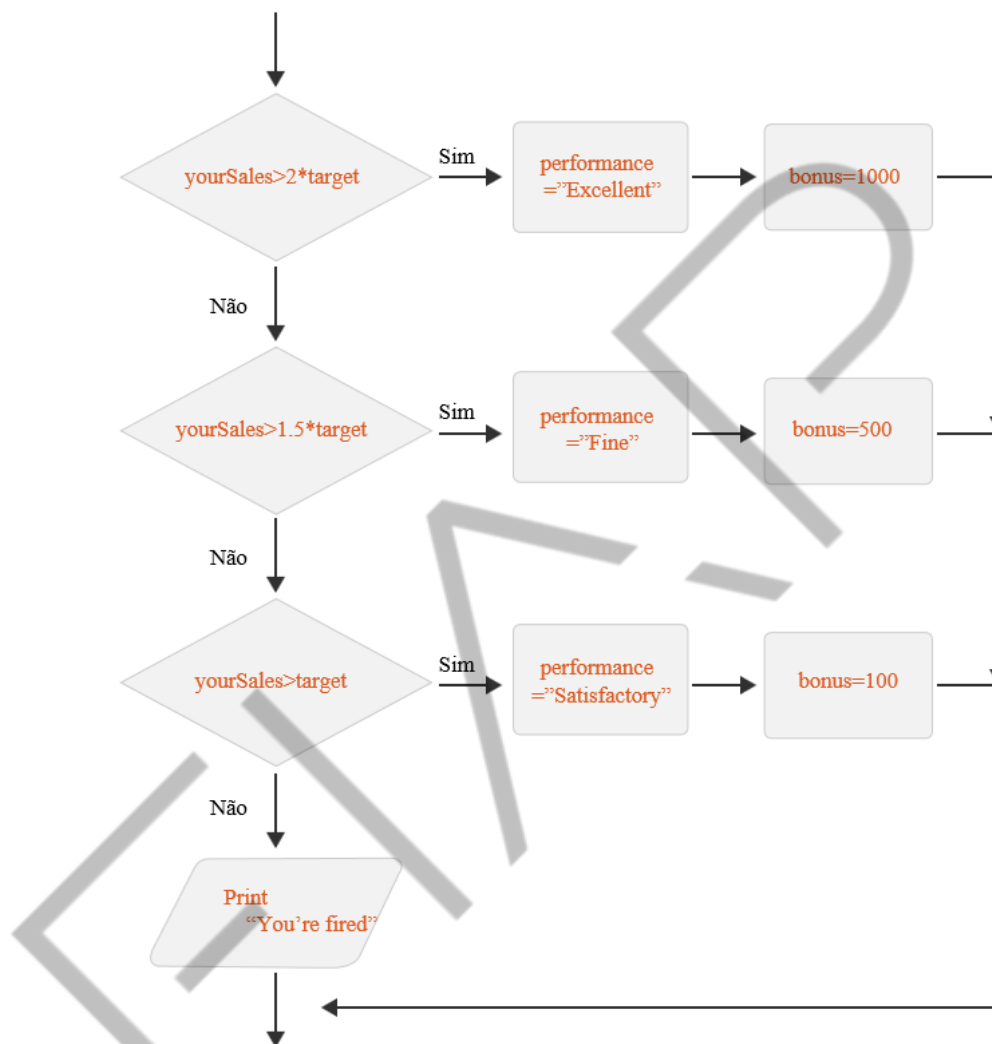 yourSales>2*target
Sim
performance
=”Excellent”
bonus=1000
Não
yourSales>1.5*target
Sim
performance
=”Fine”
bonus=500
Não
yourSales>target
Sim
performance
=”Satisfactory”
bonus=100
Não
Print
“You’re fired”
FIAP